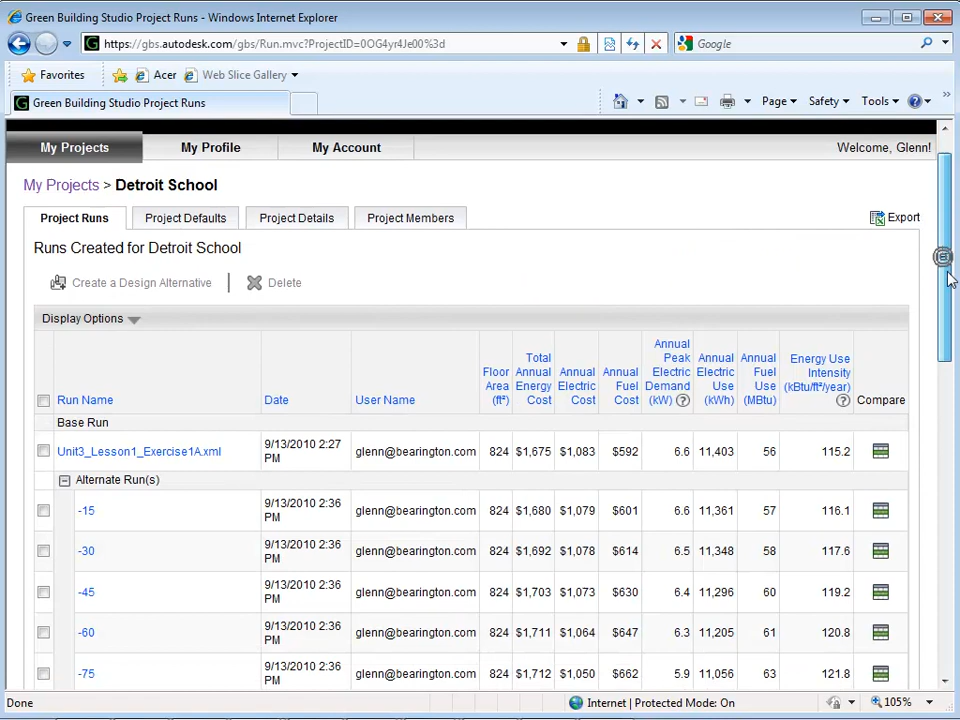 Green Building Studio Project Runs - Windows Internet Explorer
https://gbs.autodesk.com/gbs/Run.mvc?ProjectID=0OG4yr4Je00%3d
Google
Favorites
Acer
Web Slice Gallery
Green Building Studio Project Runs
Page
Safety
Tools
My Projects
My Profile
My Account
Welcome, Glenn!
My Projects > Detroit School
Project Runs
Project Defaults
Project Details
Project Members
Export
Runs Created for Detroit School
Create a Design Alternative
Delete
Display Options
Run Name
Date
User Name
Floor
Area
(ft²)
Total
Annual
Energy
Cost
Annual
Electric
Cost
Annual
Fuel
Cost
Annual
Peak
Electric
Demand
(kW)
Annual
Electric
Use
(kWh)
Annual
Fuel
Use
(MBtu)
Energy Use
Intensity
(kBtu/ft²/year)
Compare
Base Run
Unit3_Lesson1_Exercise1A.xml 9/13/2010 2:27 PM glenn@bearington.com 824 $1,675 $1,083 $592 6.6 11,403 56 115.2
Alternate Run(s)
-15 9/13/2010 2:36 PM glenn@bearington.com 824 $1,680 $1,079 $601 6.6 11,361 57 116.1
-30 9/13/2010 2:36 PM glenn@bearington.com 824 $1,692 $1,078 $614 6.5 11,348 58 117.6
-45 9/13/2010 2:36 PM glenn@bearington.com 824 $1,703 $1,073 $630 6.4 11,296 60 119.2
-60 9/13/2010 2:36 PM glenn@bearington.com 824 $1,711 $1,064 $647 6.3 11,205 61 120.8
-75 9/13/2010 2:36 PM glenn@bearington.com 824 $1,712 $1,050 $662 5.9 11,056 63 121.8
Done
Internet | Protected Mode: On
105%